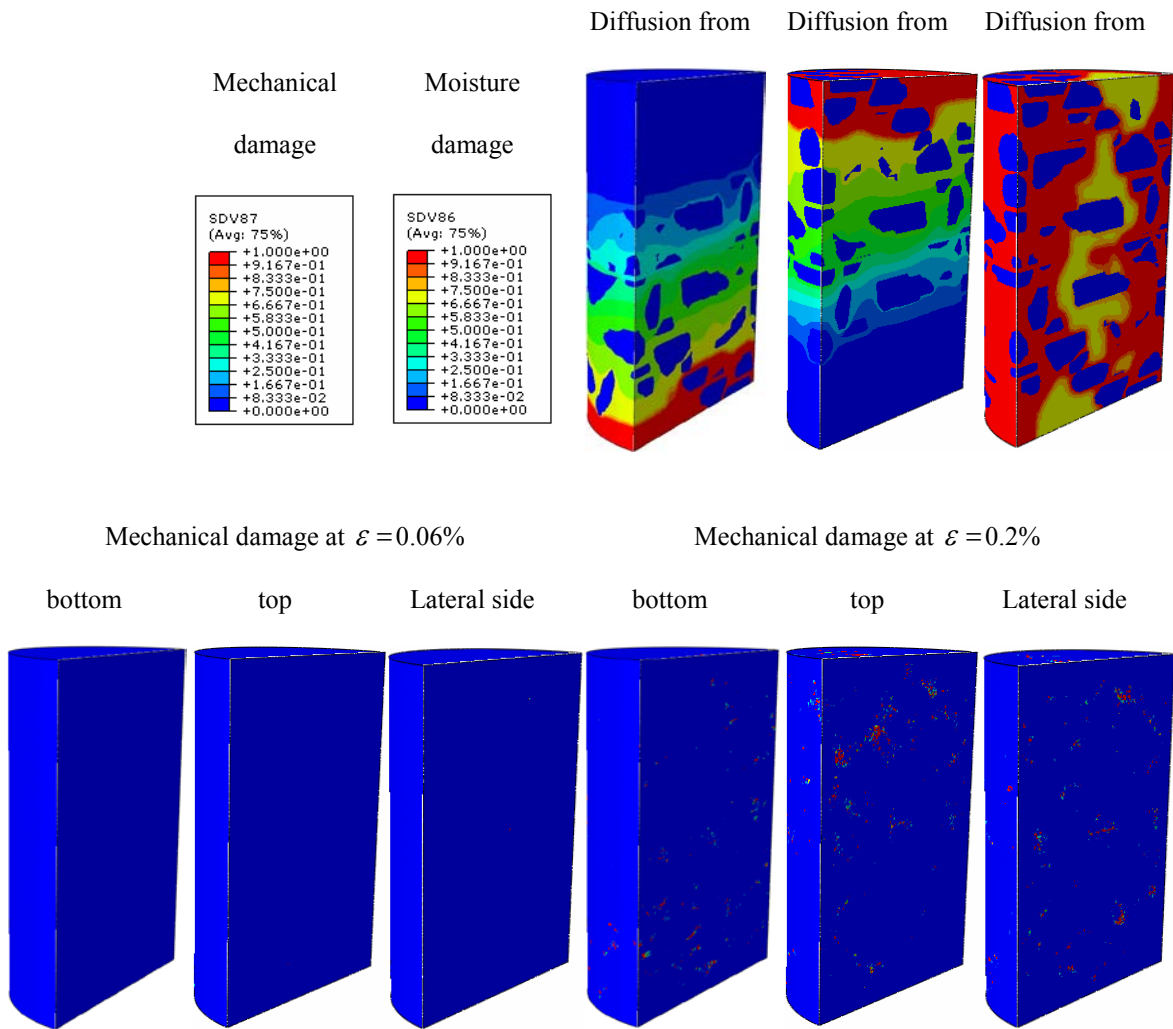 Diffusion from Diffusion from Diffusion from
Mechanical
damage
Moisture
damage
SDV87
(Avg: 75%)
+1.000e+00
+9.167e-01
+8.333e-01
+7.500e-01
+6.667e-01
+5.833e-01
+5.000e-01
+4.167e-01
+3.333e-01
+2.500e-01
+1.667e-01
+8.333e-02
+0.000e+00
SDV86
(Avg: 75%)
+1.000e+00
+9.167e-01
+8.333e-01
+7.500e-01
+6.667e-01
+5.833e-01
+5.000e-01
+4.167e-01
+3.333e-01
+2.500e-01
+1.667e-01
+8.333e-02
+0.000e+00
Mechanical damage at ε = 0.06%
Mechanical damage at ε = 0.2%
bottom top Lateral side bottom top Lateral side